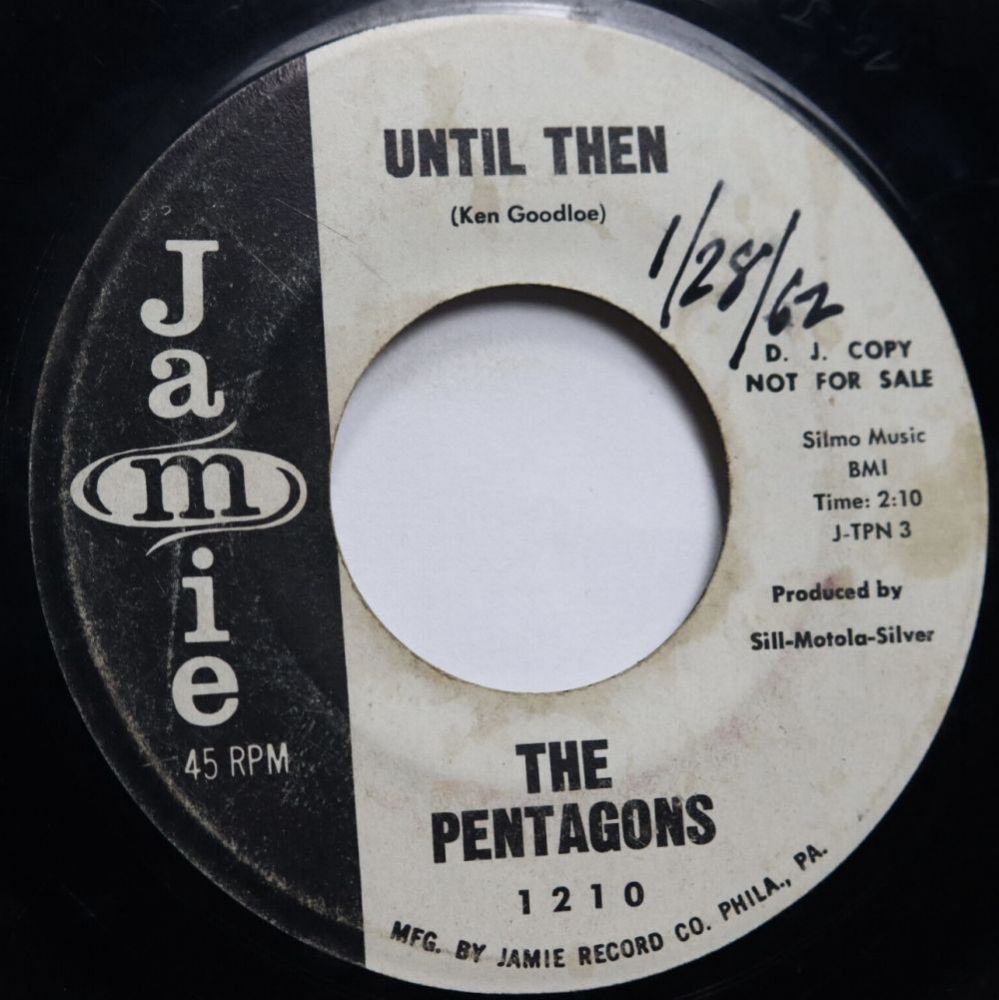 UNTIL THEN
(Ken Goodloe)
1/28/62
D. J. COPY
NOT FOR SALE
Silmo Music
BMI
Time: 2:10
J-TPN 3
Produced by
Sill-Motola-Silver
Jamie
45 RPM
THE
PENTAGONS
1210
MFG. BY JAMIE RECORD CO. PHILA., PA.